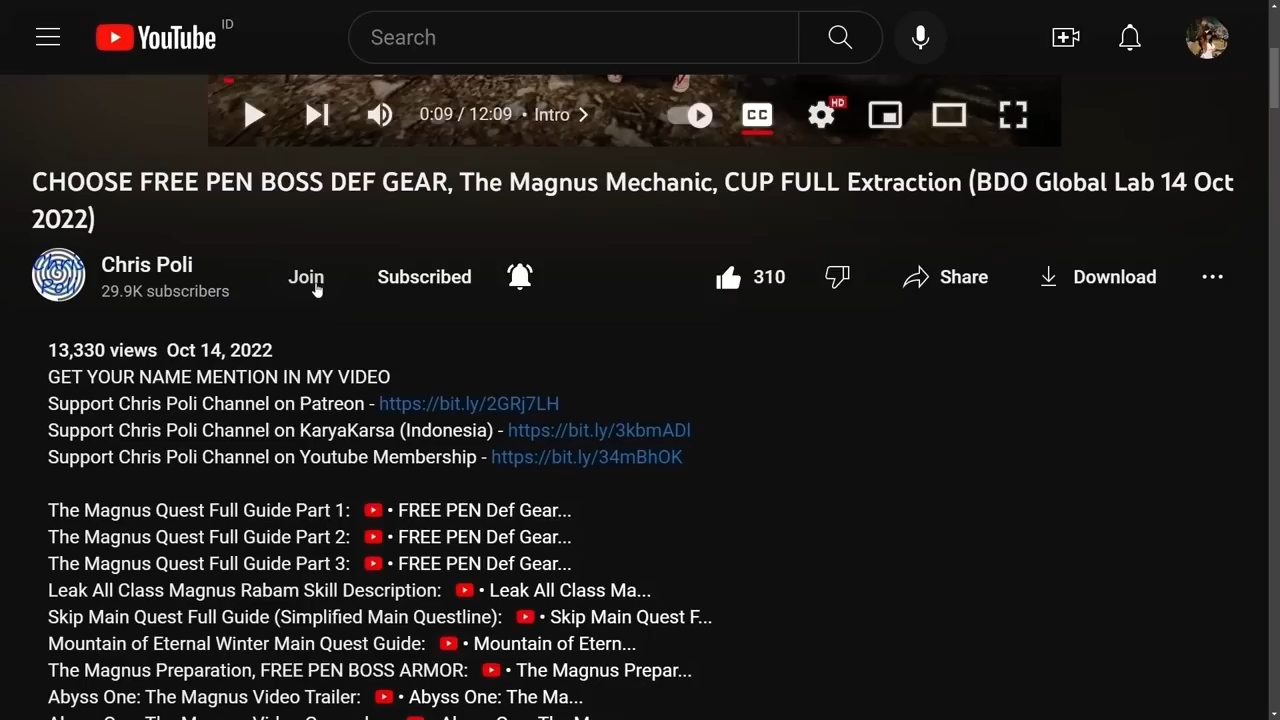 YouTube ID
Search
0:09 / 12:09 • Intro
CC
HD
CHOOSE FREE PEN BOSS DEF GEAR, The Magnus Mechanic, CUP FULL Extraction (BDO Global Lab 14 Oct
2022)
Chris Poli
Chris Poli
29.9K subscribers
Join
Subscribed
310
Share
Download
13,330 views Oct 14, 2022
GET YOUR NAME MENTION IN MY VIDEO
Support Chris Poli Channel on Patreon - https://bit.ly/2GRj7LH
Support Chris Poli Channel on KaryaKarsa (Indonesia) - https://bit.ly/3kbmADl
Support Chris Poli Channel on Youtube Membership - https://bit.ly/34mBhOK
The Magnus Quest Full Guide Part 1: • FREE PEN Def Gear...
The Magnus Quest Full Guide Part 2: • FREE PEN Def Gear...
The Magnus Quest Full Guide Part 3: • FREE PEN Def Gear...
Leak All Class Magnus Rabam Skill Description: • Leak All Class Ma...
Skip Main Quest Full Guide (Simplified Main Questline): • Skip Main Quest F...
Mountain of Eternal Winter Main Quest Guide: • Mountain of Etern...
The Magnus Preparation, FREE PEN BOSS ARMOR: • The Magnus Prepar...
Abyss One: The Magnus Video Trailer: • Abyss One: The Ma...